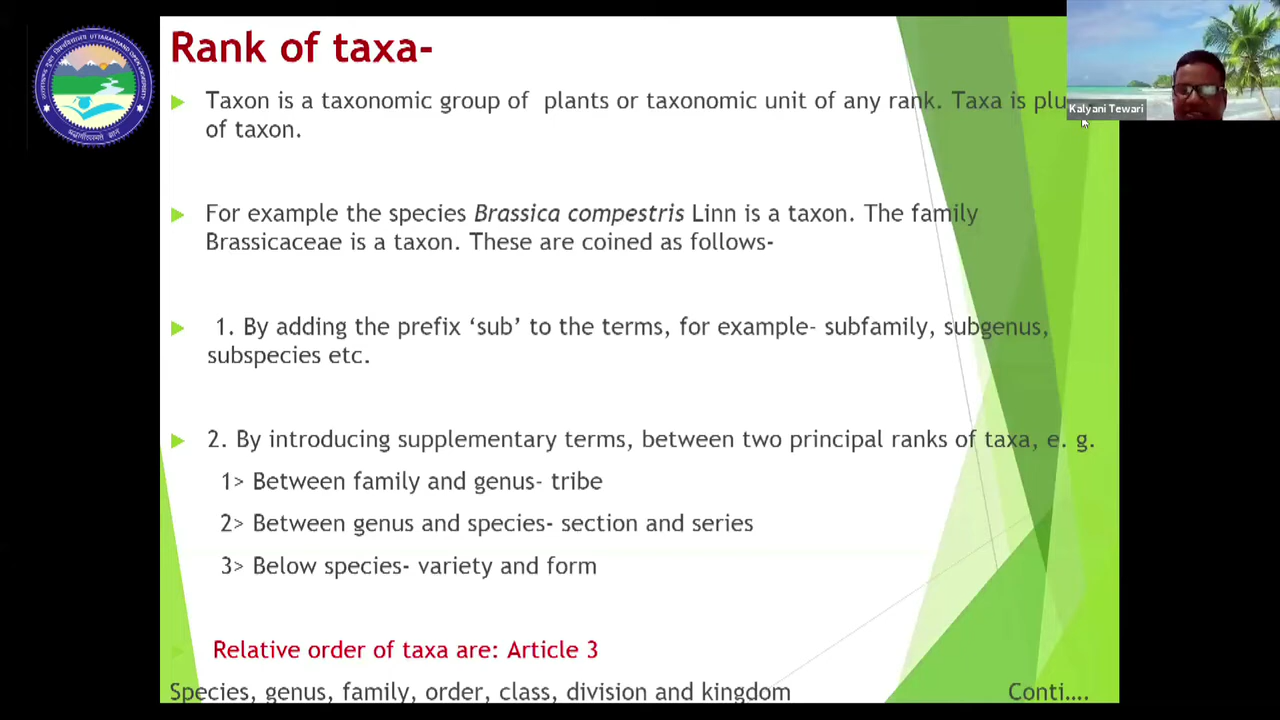 Rank of taxa-
Kalyani Tewari
Taxon is a taxonomic group of plants or taxonomic unit of any rank. Taxa is plu
of taxon.
For example the species Brassica compestris Linn is a taxon. The family
Brassicaceae is a taxon. These are coined as follows-
1. By adding the prefix ‘sub’ to the terms, for example- subfamily, subgenus,
subspecies etc.
2. By introducing supplementary terms, between two principal ranks of taxa, e. g.
1> Between family and genus- tribe
2> Between genus and species- section and series
3> Below species- variety and form
Relative order of taxa are: Article 3
Species, genus, family, order, class, division and kingdom
Conti....
UTTARAKHAND OPEN UNIVERSITY